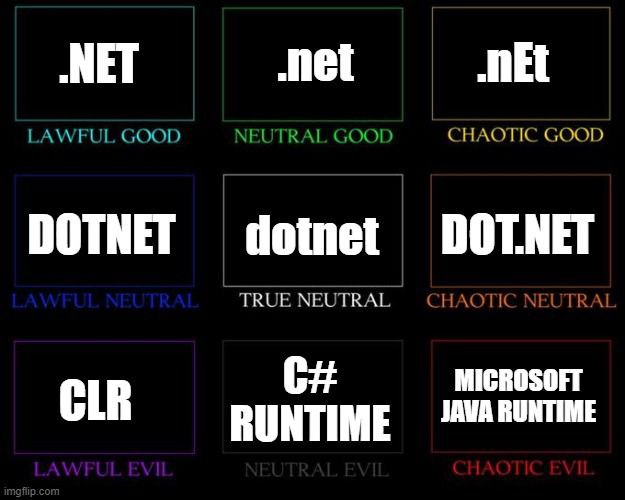 .NET
.net
.nEt
LAWFUL GOOD
NEUTRAL GOOD
CHAOTIC GOOD
DOTNET
dotnet
DOT.NET
LAWFUL NEUTRAL
TRUE NEUTRAL
CHAOTIC NEUTRAL
CLR
C#
RUNTIME
MICROSOFT
JAVA RUNTIME
LAWFUL EVIL
NEUTRAL EVIL
CHAOTIC EVIL
imgflip.com